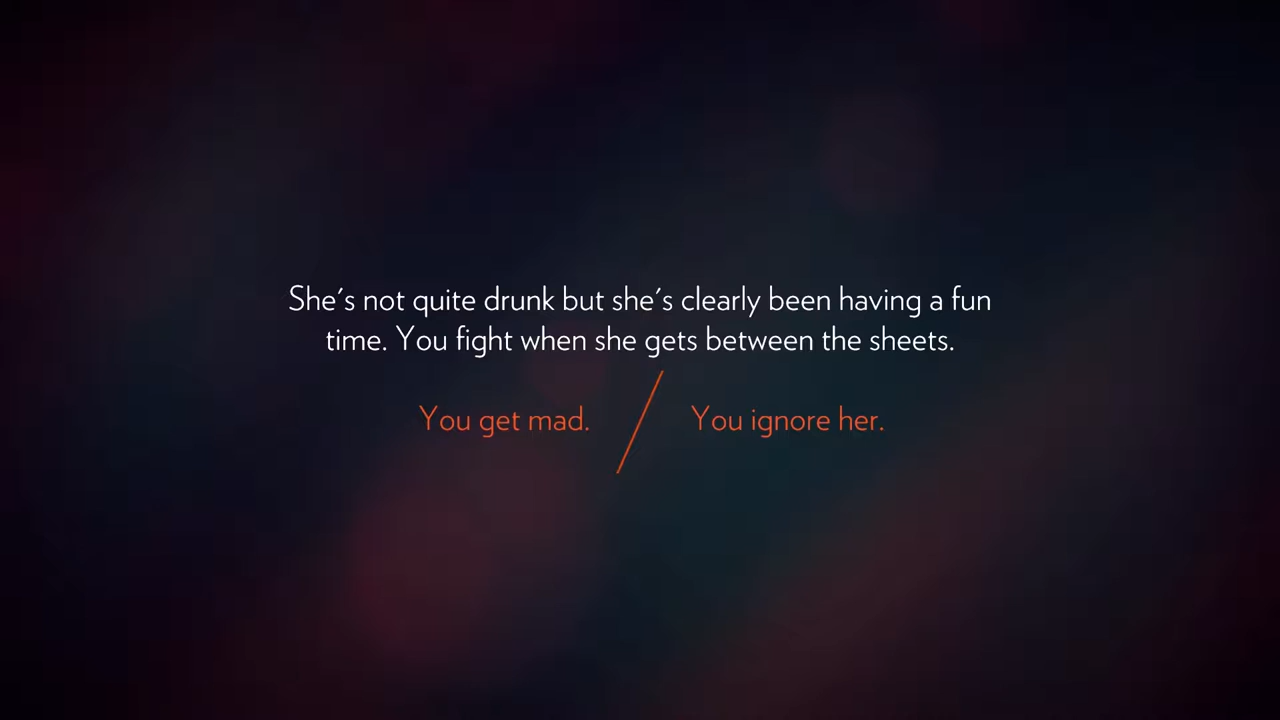 She's not quite drunk but she's clearly been having a fun
time. You fight when she gets between the sheets.
You get mad. / You ignore her.